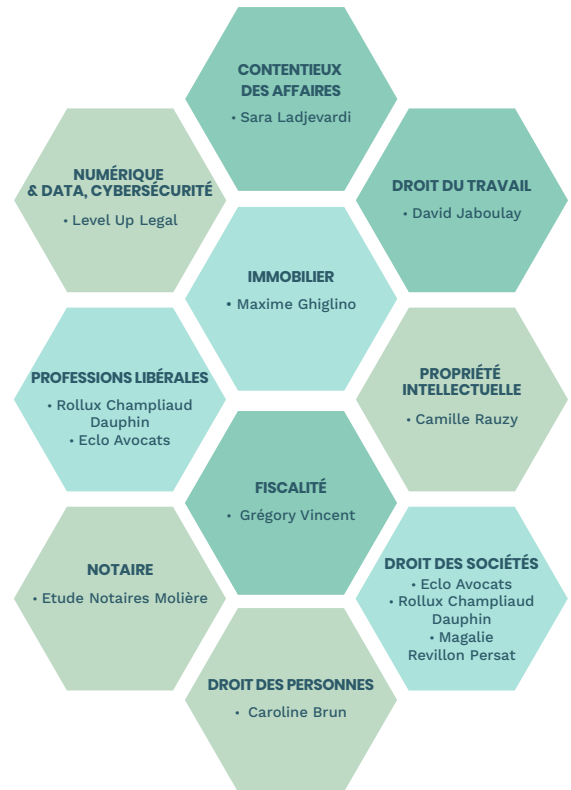 CONTENTIEUX
DES AFFAIRES
• Sara Ladjevardi
NUMÉRIQUE
& DATA, CYBERSÉCURITÉ
• Level Up Legal
DROIT DU TRAVAIL
• David Jaboulay
IMMOBILIER
• Maxime Ghiglino
PROFESSIONS LIBÉRALES
• Rollux Champliaud
Dauphin
• Eclo Avocats
PROPRIÉTÉ
INTELLECTUELLE
• Camille Rauzy
FISCALITÉ
• Grégory Vincent
NOTAIRE
• Etude Notaires Molière
DROIT DES SOCIÉTÉS
• Eclo Avocats
• Rollux Champliaud
Dauphin
• Magalie
Revillon Persat
DROIT DES PERSONNES
• Caroline Brun